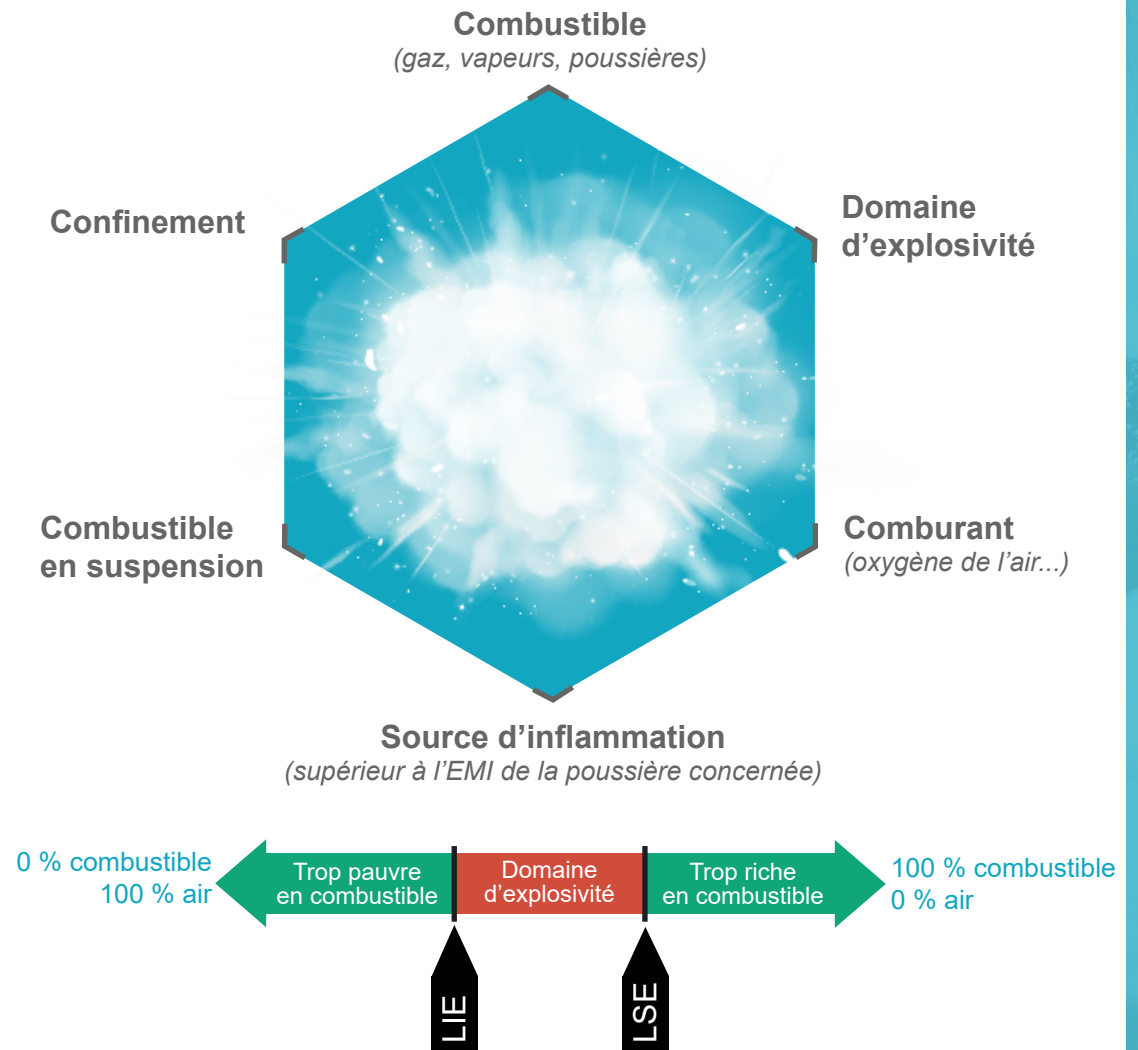 Combustible
(gaz, vapeurs, poussières)
Confinement
Domaine
d’explosivité
Combustible
en suspension
Comburant
(oxygène de l’air...)
Source d’inflammation
(supérieur à l’EMI de la poussière concernée)
0 % combustible
100 % air
Trop pauvre
en combustible
Domaine
d’explosivité
Trop riche
en combustible
100 % combustible
0 % air
LIE
LSE